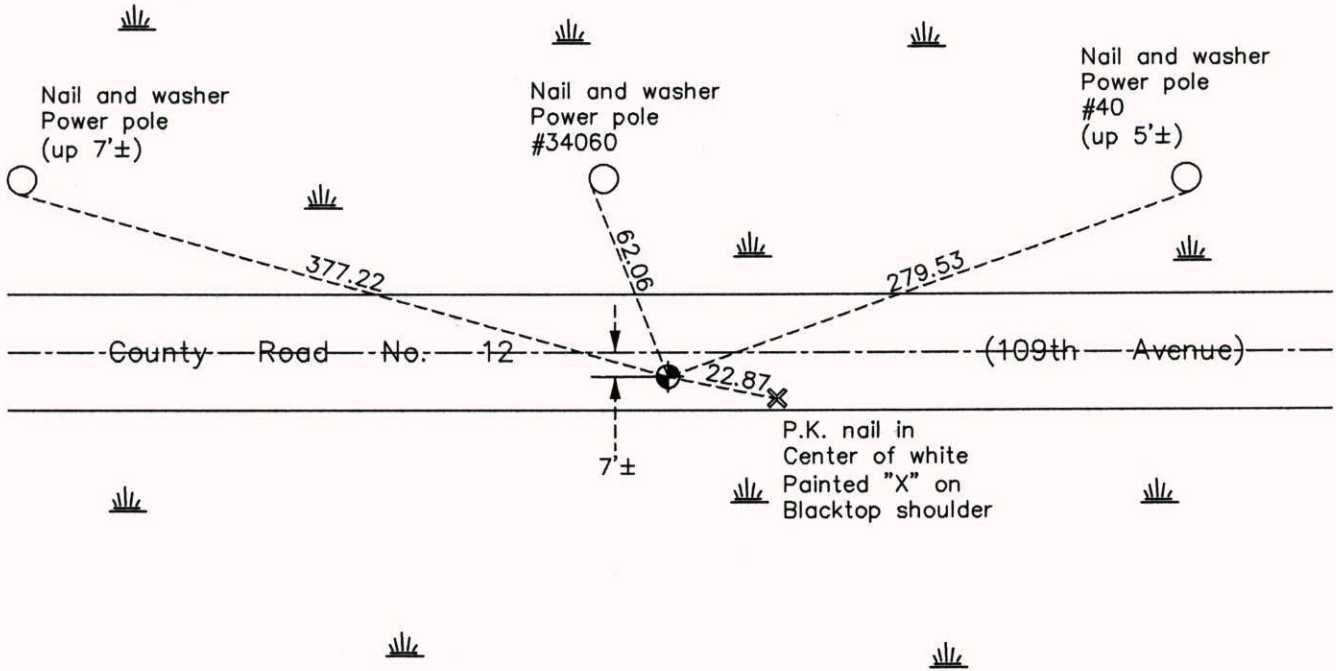 Nail and washer
Power pole
(up 7'±)
Nail and washer
Power pole
#34060
Nail and washer
Power pole
#40
(up 5'±)
377.22
62.06
279.53
County Road No. 12 (109th Avenue)
22.87
7'±
P.K. nail in
Center of white
Painted "X" on
Blacktop shoulder